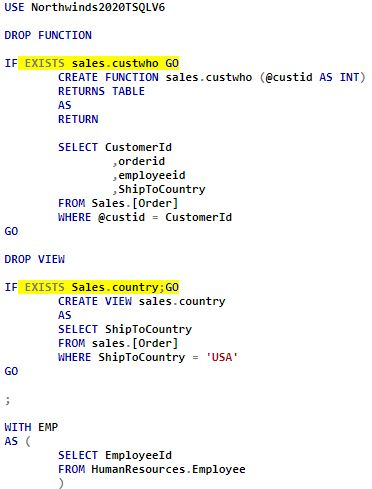 USE Northwinds2020TSQLV6
DROP FUNCTION
IF EXISTS sales.custwho GO
CREATE FUNCTION sales.custwho (@custid AS INT)
RETURNS TABLE
AS
RETURN
SELECT CustomerId
,orderid
,employeeid
,ShipToCountry
FROM Sales.[Order]
WHERE @custid = CustomerId
GO
DROP VIEW
IF EXISTS Sales.country;GO
CREATE VIEW sales.country
AS
SELECT ShipToCountry
FROM sales.[Order]
WHERE ShipToCountry = 'USA'
GO
;
WITH EMP
AS (
SELECT EmployeeId
FROM HumanResources.Employee
)